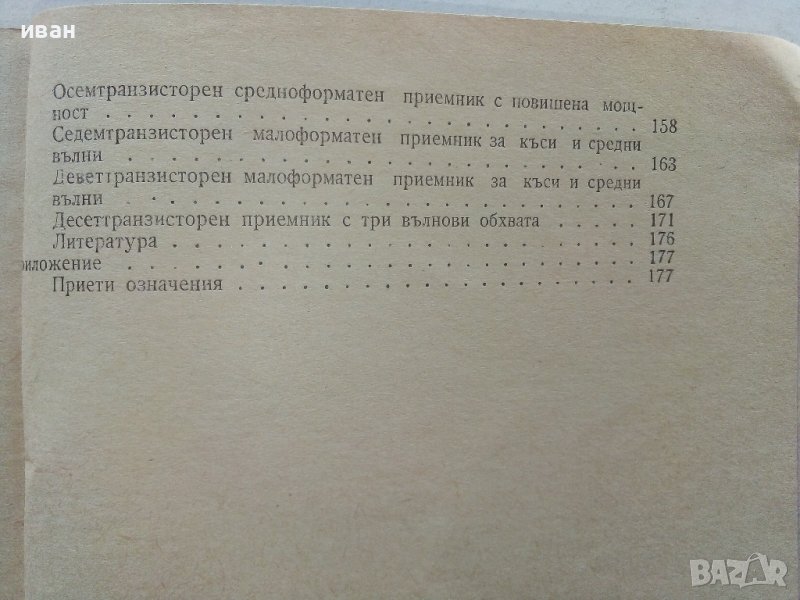 иван
Осемтранзисторен средноформатен приемник с повишена мощ-
ност . . . . . . . . . . . . . . . . . . . . . . . . . 158
Седемтранзисторен малоформатен приемник за къси и средни
вълни . . . . . . . . . . . . . . . . . . . . . . . . 163
Деветтранзисторен малоформатен приемник за къси и средни
вълни . . . . . . . . . . . . . . . . . . . . . . . . 167
Десеттранзисторен приемник с три вълнови обхвата . . . . . 171
Литература . . . . . . . . . . . . . . . . . . . . . . 176
риложение . . . . . . . . . . . . . . . . . . . . . . 177
Приети означения . . . . . . . . . . . . . . . . . . . 177
BAZAR